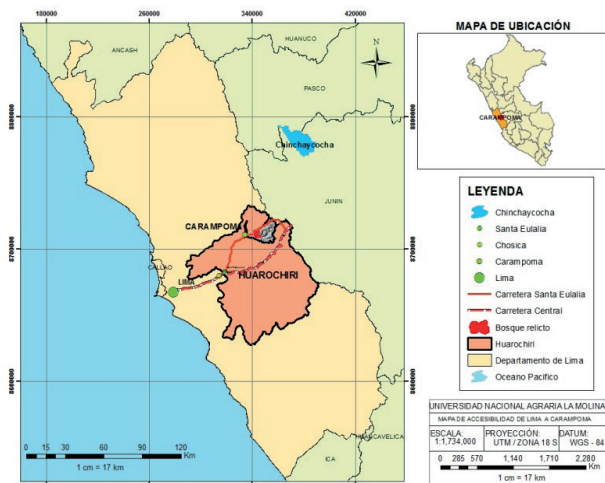 180000 260000 340000 420000
8800000
8700000
8600000
8800000
8700000
8600000
ANCASH
HUANUCO
PASCO
N
Chinchaycocha
JUNIN
CARAMPOMA
CALLAO
LIMA
HUAROCHIRI
HUANCAVELICA
ICA
0 15 30 60 90 120
Km
1 cm = 17 km
MAPA DE UBICACIÓN
CARAMPOMA
LEYENDA
Chinchaycocha
Santa Eulalia
Chosica
Carampoma
Lima
Carretera Santa Eulalia
Carretera Central
Bosque relicto
Huarochiri
Departamento de Lima
Oceano Pacifico
UNIVERSIDAD NACIONAL AGRARIA LA MOLINA
MAPA DE ACCESIBILIDAD DE LIMA A CARAMPOMA
ESCALA: PROYECCIÓN: DATUM:
1:1,734,000 UTM / ZONA 18 S WGS - 84
0 285 570 1,140 1,710 2,280
Km
1 cm = 17 km